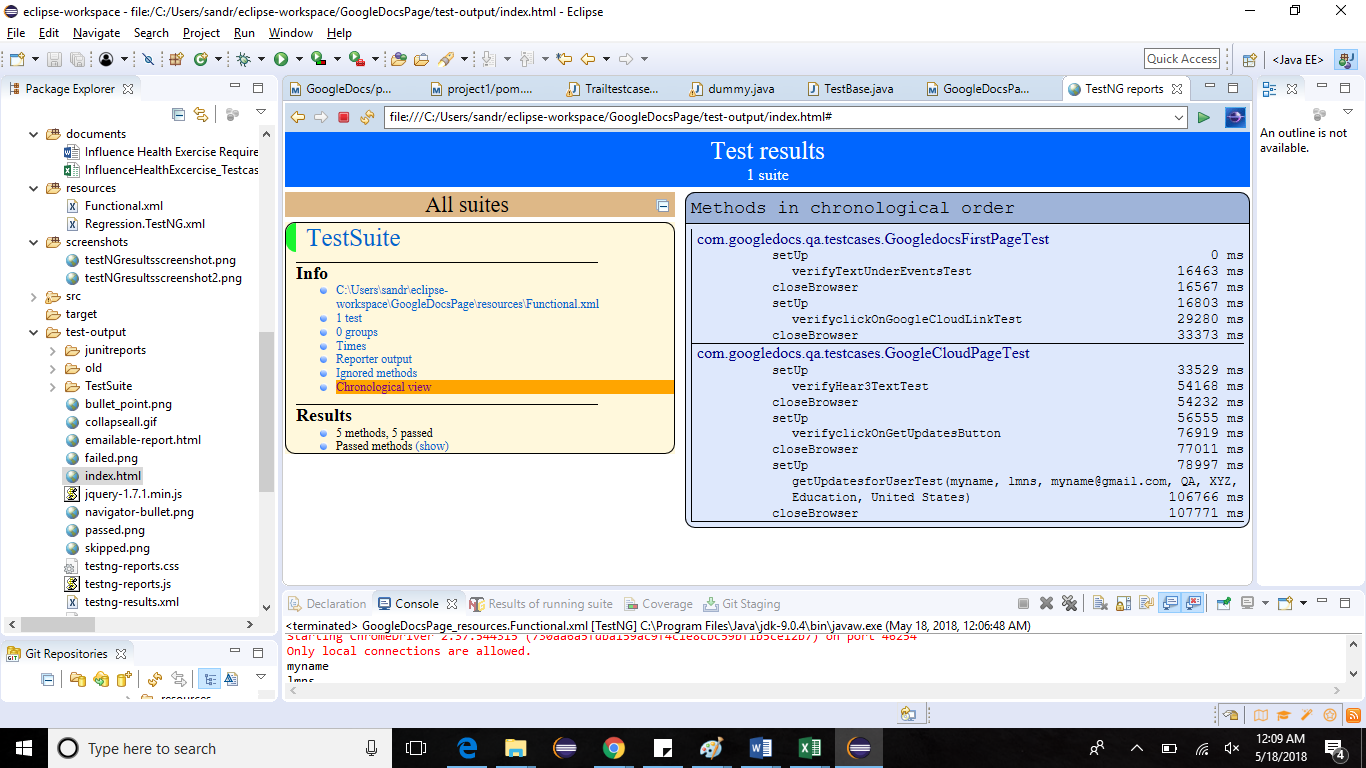 eclipse-workspace - file:/C:/Users/sandr/eclipse-workspace/GoogleDocsPage/test-output/index.html - Eclipse
File Edit Navigate Search Project Run Window Help
Quick Access
<Java EE>
Package Explorer
documents
Influence Health Exercise Require
InfluenceHealthExcercise_Testcas
resources
Functional.xml
Regression.TestNG.xml
screenshots
testNGresultsscreenshot.png
testNGresultsscreenshot2.png
src
target
test-output
junitreports
old
TestSuite
bullet_point.png
collapseall.gif
emailable-report.html
failed.png
index.html
jquery-1.7.1.min.js
navigator-bullet.png
passed.png
skipped.png
testng-reports.css
testng-reports.js
testng-results.xml
Git Repositories
resources
GoogleDocs/p... project1/pom.... Trailtestcase... dummy.java TestBase.java GoogleDocsPa... TestNG reports
file:///C:/Users/sandr/eclipse-workspace/GoogleDocsPage/test-output/index.html#
Test results
1 suite
All suites
TestSuite
Info
C:\Users\sandr\eclipse-
workspace\GoogleDocsPage\resources\Functional.xml
1 test
0 groups
Times
Reporter output
Ignored methods
Chronological view
Results
5 methods, 5 passed
Passed methods (show)
Methods in chronological order
com.googledocs.qa.testcases.GoogledocsFirstPageTest
setUp 0 ms
verifyTextUnderEventsTest 16463 ms
closeBrowser 16567 ms
setUp 16803 ms
verifyclickOnGoogleCloudLinkTest 29280 ms
closeBrowser 33373 ms
com.googledocs.qa.testcases.GoogleCloudPageTest
setUp 33529 ms
verifyHear3TextTest 54168 ms
closeBrowser 54232 ms
setUp 56555 ms
verifyclickOnGetUpdatesButton 76919 ms
closeBrowser 77011 ms
setUp 78997 ms
getUpdatesforUserTest(myname, lmns, myname@gmail.com, QA, XYZ,
Education, United States) 106766 ms
closeBrowser 107771 ms
An outline is not
available.
Declaration Console Results of running suite Coverage Git Staging
<terminated> GoogleDocsPage_resources.Functional.xml [TestNG] C:\Program Files\Java\jdk-9.0.4\bin\javaw.exe (May 18, 2018, 12:06:48 AM)
Starting ChromeDriver 2.37.544315 (730aa6a5fdba159ac9f4c1e8cbc59bf1b5ce12b7) on port 46254
Only local connections are allowed.
myname
lmns
Type here to search
12:09 AM
5/18/2018
4